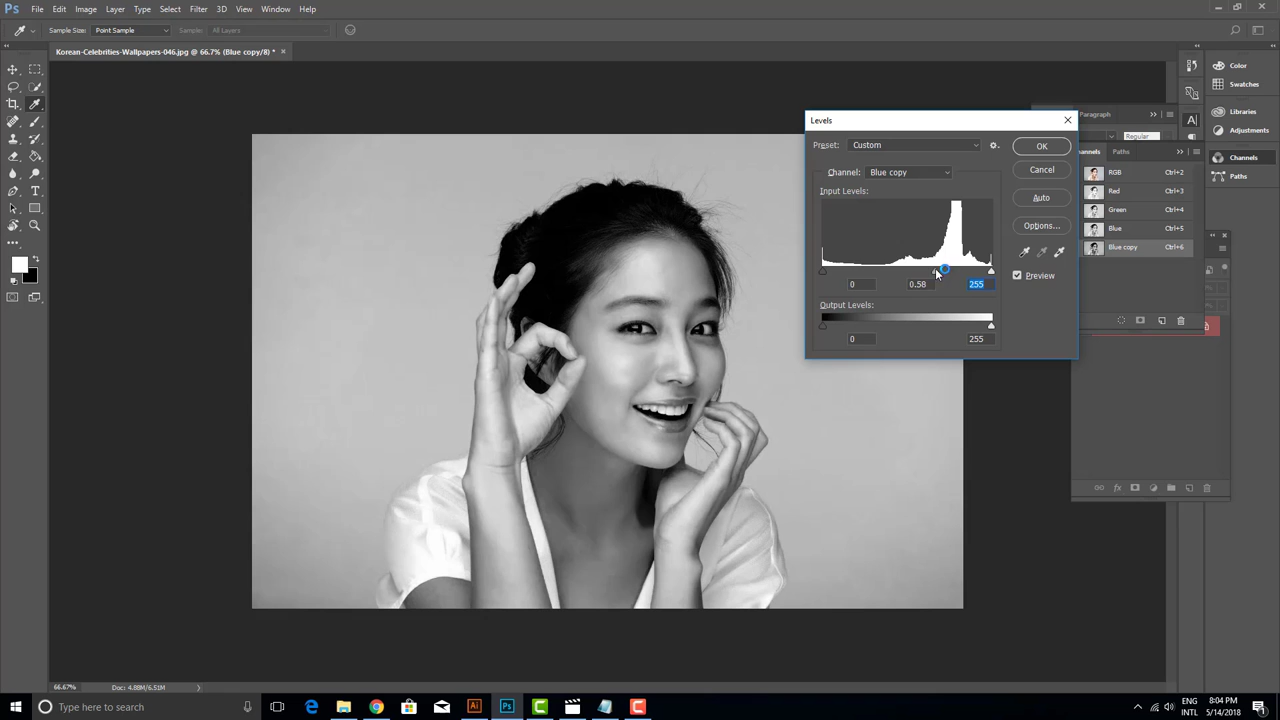 Ps File Edit Image Layer Type Select Filter 3D View Window Help
Sample Size: Point Sample All Layers
Korean-Celebrities-Wallpapers-046.jpg @ 66.7% (Blue copy/8) * ×
Color
Swatches
Libraries
Adjustments
Channels
Paths
Paragraph
Regular
Paths
RGB Ctrl+2
Red Ctrl+3
Green Ctrl+4
Blue Ctrl+5
Blue copy Ctrl+6
Levels
Preset: Custom
OK
Channel: Blue copy
Cancel
Input Levels:
Auto
Options...
Preview
0 0.58 255
Output Levels:
0 255
66.67% Doc: 4.88M/6.51M
Type here to search
Ai Ps
ENG 8:04 PM
INTL 5/14/2018